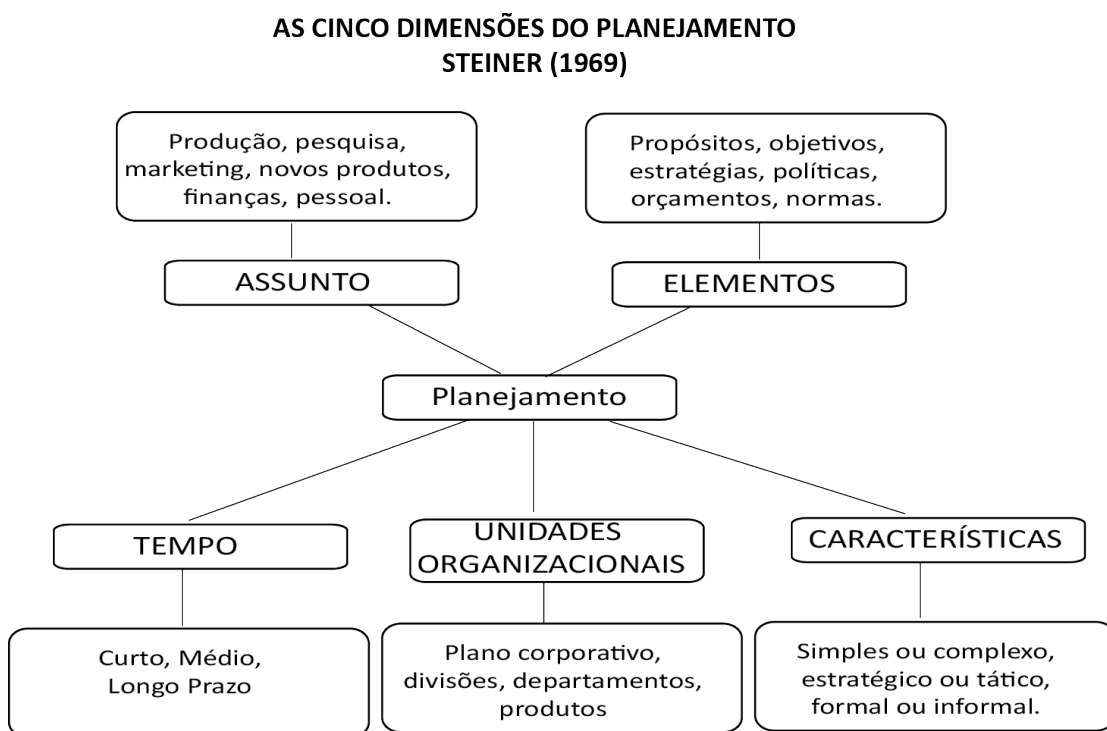 AS CINCO DIMENSÕES DO PLANEJAMENTO
STEINER (1969)
Produção, pesquisa,
marketing, novos produtos,
finanças, pessoal.
Propósitos, objetivos,
estratégias, políticas,
orçamentos, normas.
ASSUNTO
ELEMENTOS
Planejamento
TEMPO
UNIDADES
ORGANIZACIONAIS
CARACTERÍSTICAS
Curto, Médio,
Longo Prazo
Plano corporativo,
divisões, departamentos,
produtos
Simples ou complexo,
estratégico ou tático,
formal ou informal.